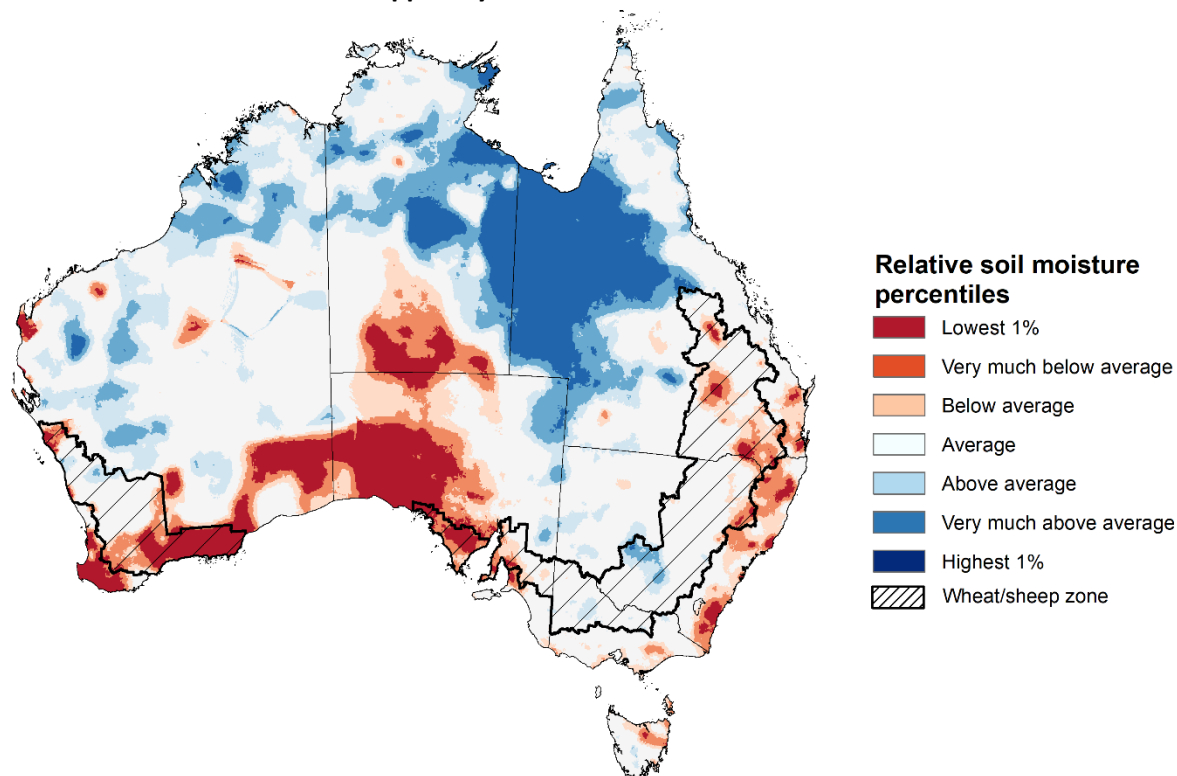 Relative soil moisture
percentiles
Lowest 1%
Very much below average
Below average
Average
Above average
Very much above average
Highest 1%
Wheat/sheep zone